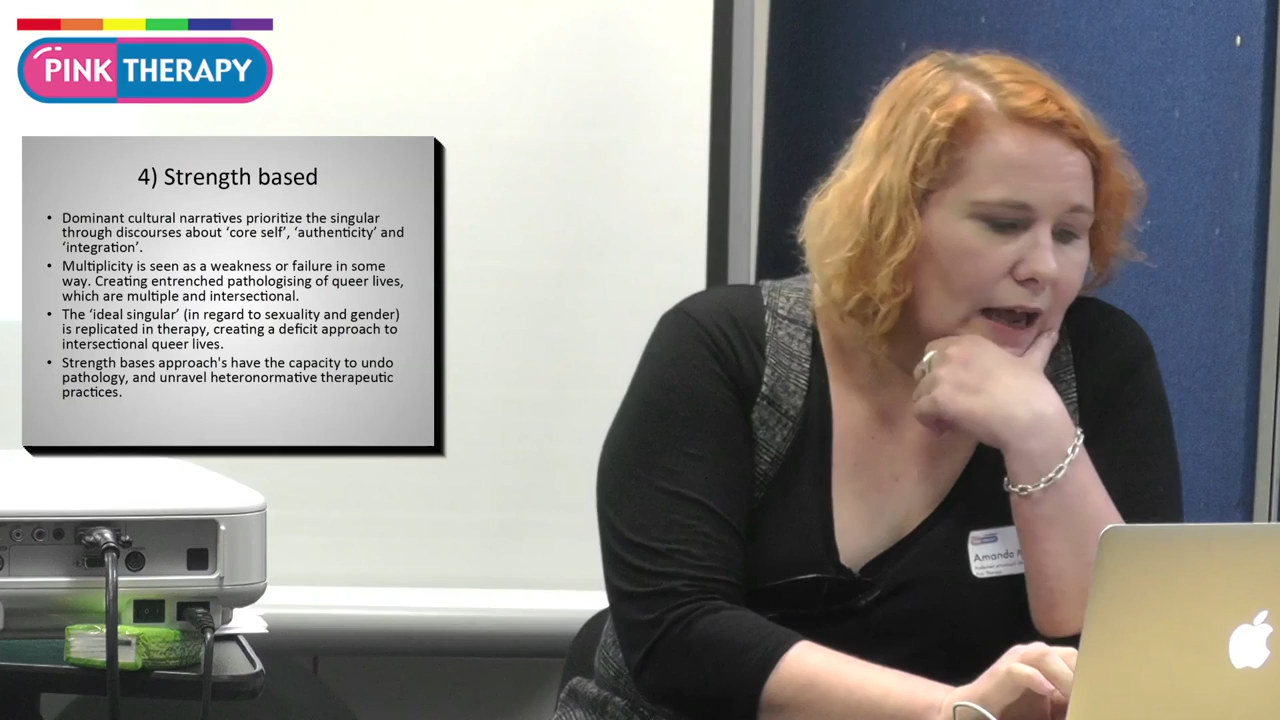 PINK THERAPY
4) Strength based
• Dominant cultural narratives prioritize the singular
through discourses about ‘core self’, ‘authenticity’ and
‘integration’.
• Multiplicity is seen as a weakness or failure in some
way. Creating entrenched pathologising of queer lives,
which are multiple and intersectional.
• The ‘ideal singular’ (in regard to sexuality and gender)
is replicated in therapy, creating a deficit approach to
intersectional queer lives.
• Strength bases approach's have the capacity to undo
pathology, and unravel heteronormative therapeutic
practices.
Amanda